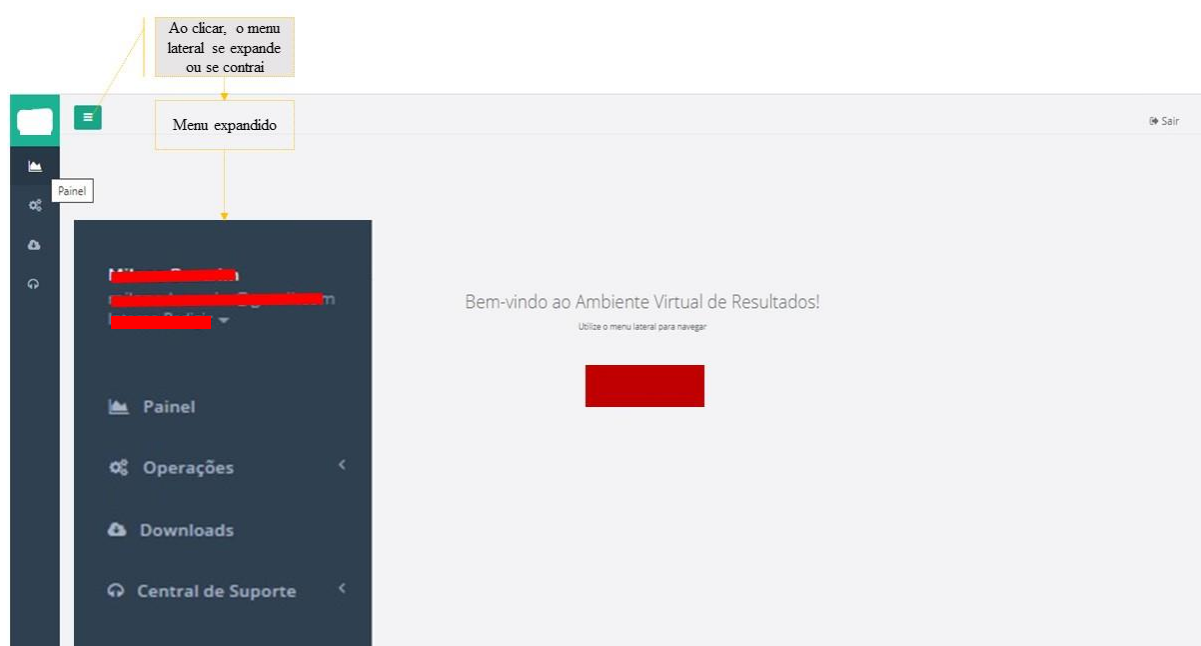 Ao clicar, o menu
lateral se expande
ou se contrai
Menu expandido
Sair
Painel
Bem-vindo ao Ambiente Virtual de Resultados!
Utilize o menu lateral para navegar
Painel
Operações
Downloads
Central de Suporte